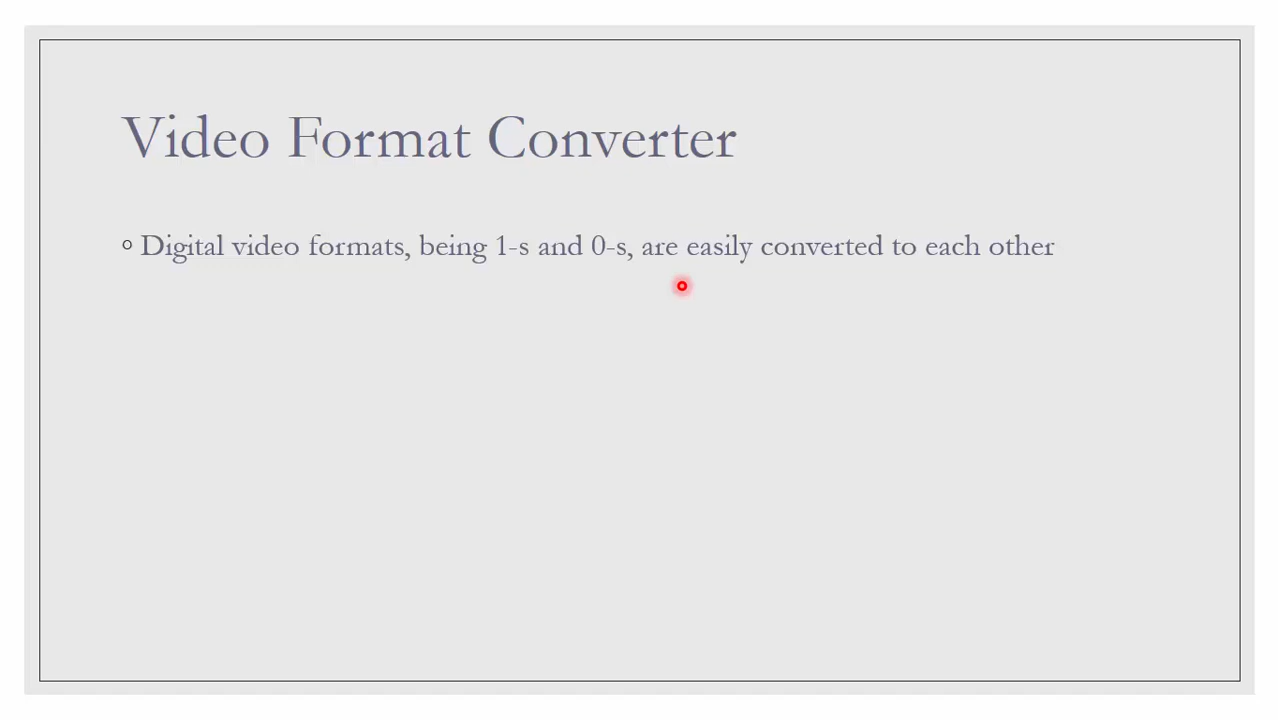 Video Format Converter
Digital video formats, being 1-s and 0-s, are easily converted to each other